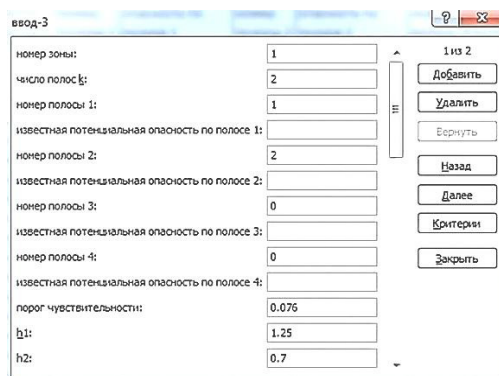 ввод-3
номер зоны: 1
число полос k: 2
номер полосы 1: 1
известная потенциальная опасность по полосе 1:
номер полосы 2: 2
известная потенциальная опасность по полосе 2:
номер полосы 3: 0
известная потенциальная опасность по полосе 3:
номер полосы 4: 0
известная потенциальная опасность по полосе 4:
порог чувствительности: 0.076
h1: 1.25
h2: 0.7
1 из 2
Добавить
Удалить
Вернуть
Назад
Далее
Критерии
Закрыть